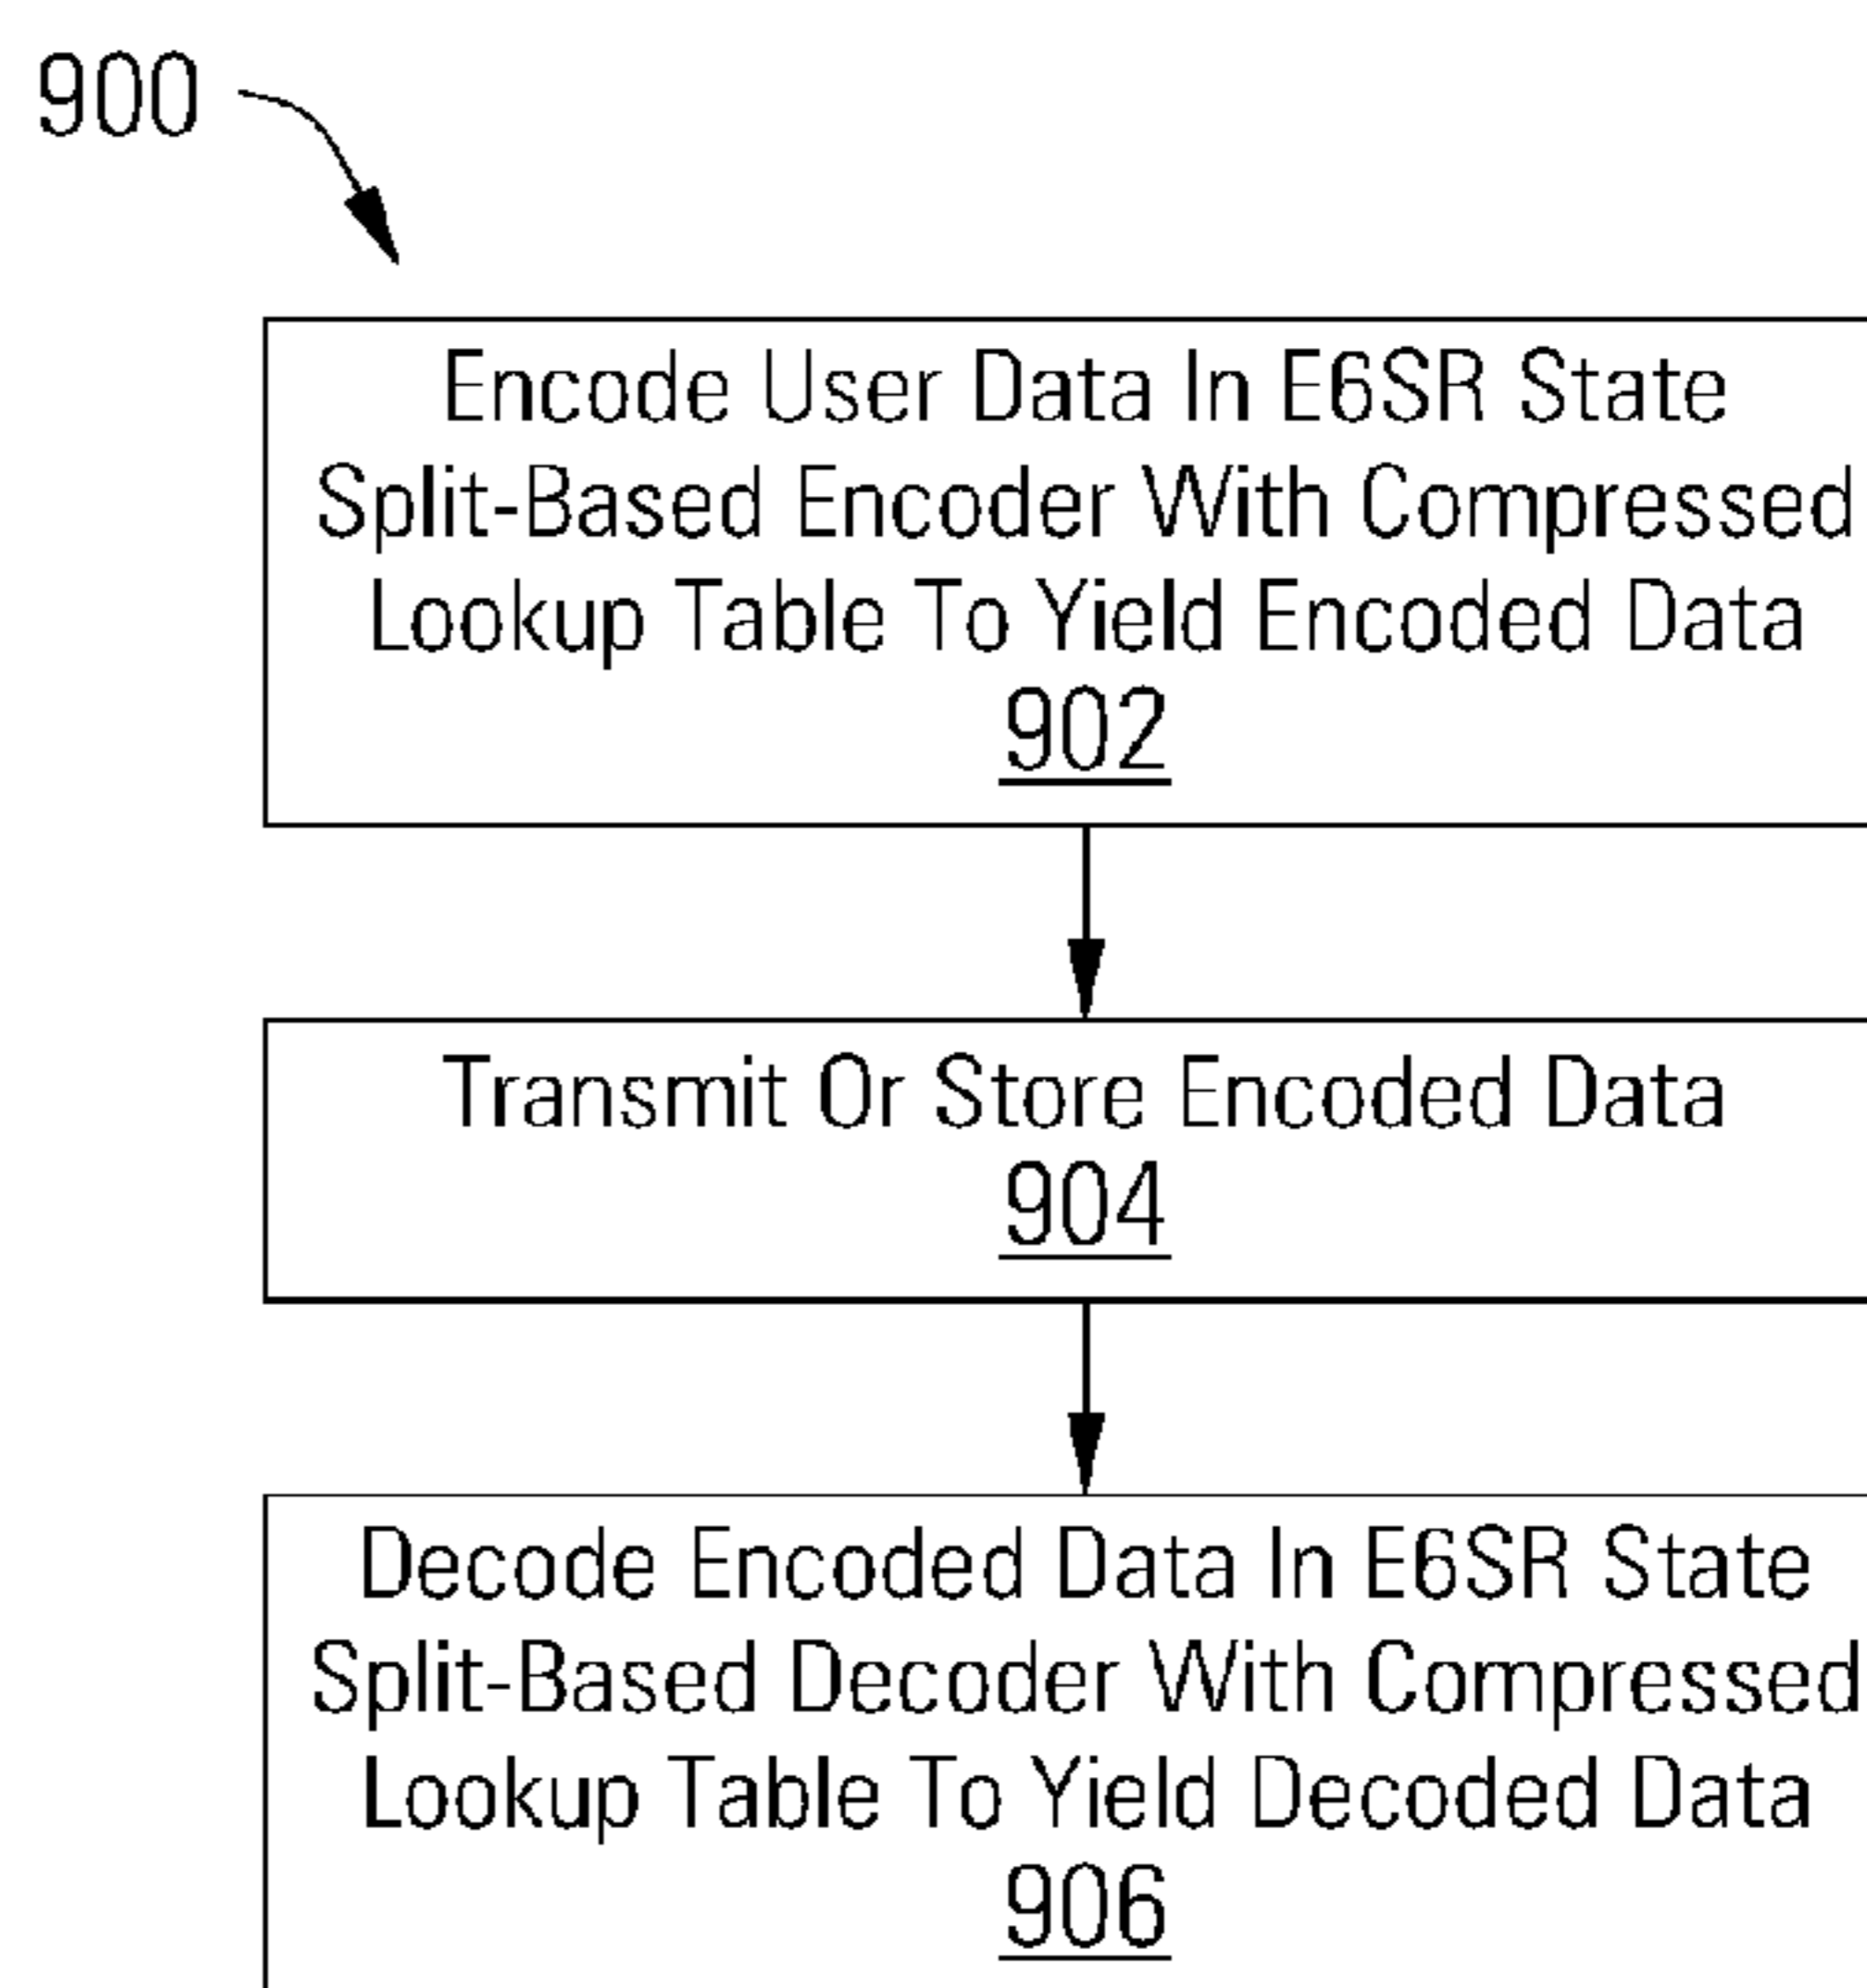 900
Encode User Data In E6SR State
Split-Based Encoder With Compressed
Lookup Table To Yield Encoded Data
902
Transmit Or Store Encoded Data
904
Decode Encoded Data In E6SR State
Split-Based Decoder With Compressed
Lookup Table To Yield Decoded Data
906